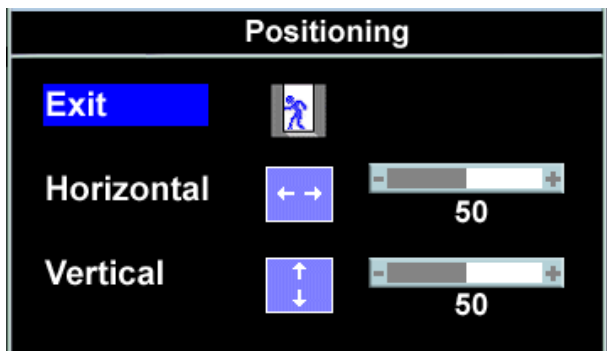 Positioning
Exit
Horizontal
- +
50
Vertical
- +
50